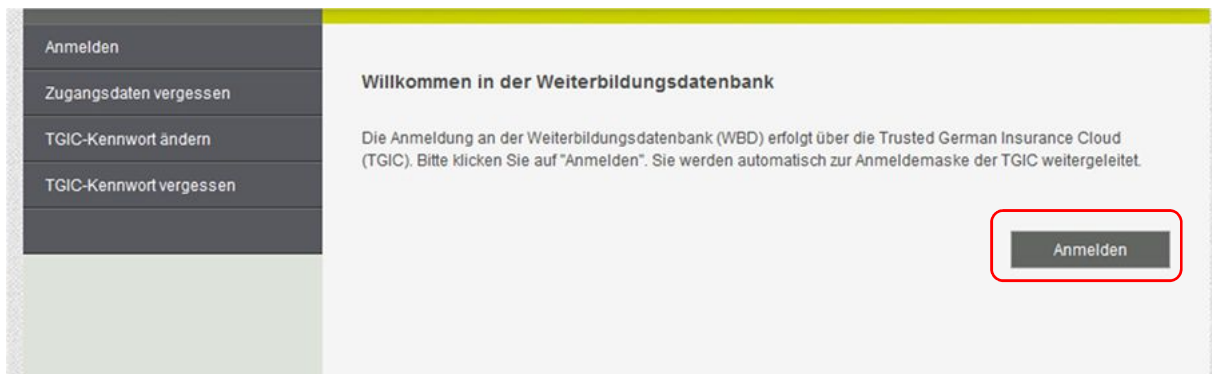 Anmelden
Zugangsdaten vergessen
TGIC-Kennwort ändern
TGIC-Kennwort vergessen
Willkommen in der Weiterbildungsdatenbank
Die Anmeldung an der Weiterbildungsdatenbank (WBD) erfolgt über die Trusted German Insurance Cloud
(TGIC). Bitte klicken Sie auf "Anmelden". Sie werden automatisch zur Anmeldemaske der TGIC weitergeleitet.
Anmelden